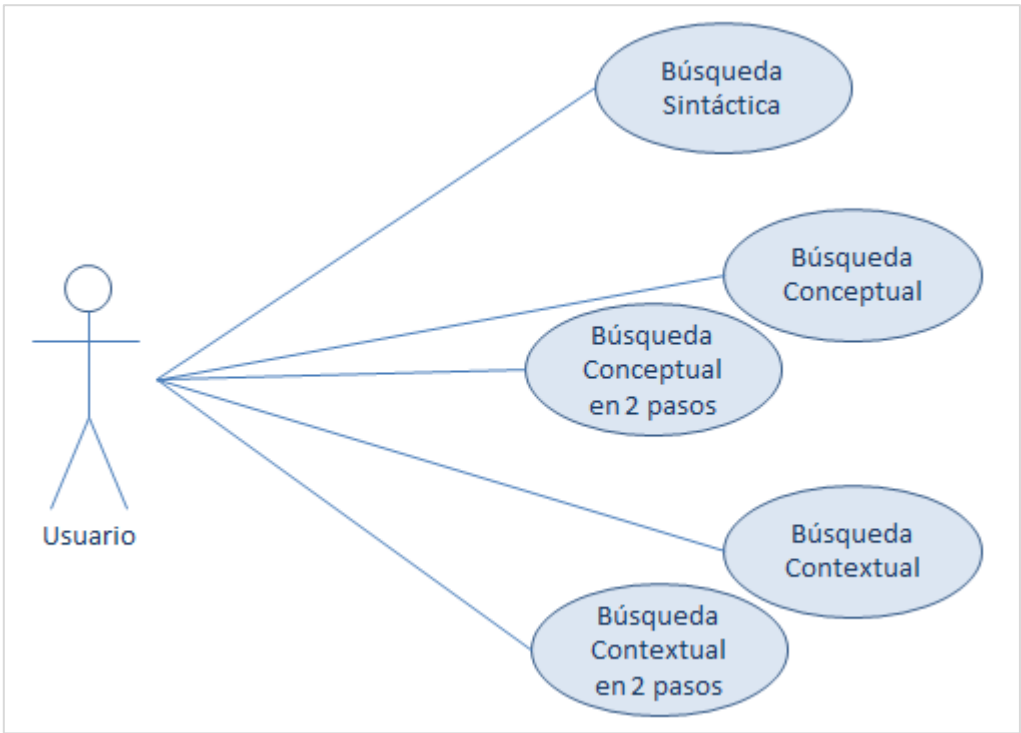 Búsqueda
Sintáctica
Búsqueda
Conceptual
Búsqueda
Conceptual
en 2 pasos
Usuario
Búsqueda
Contextual
Búsqueda
Contextual
en 2 pasos